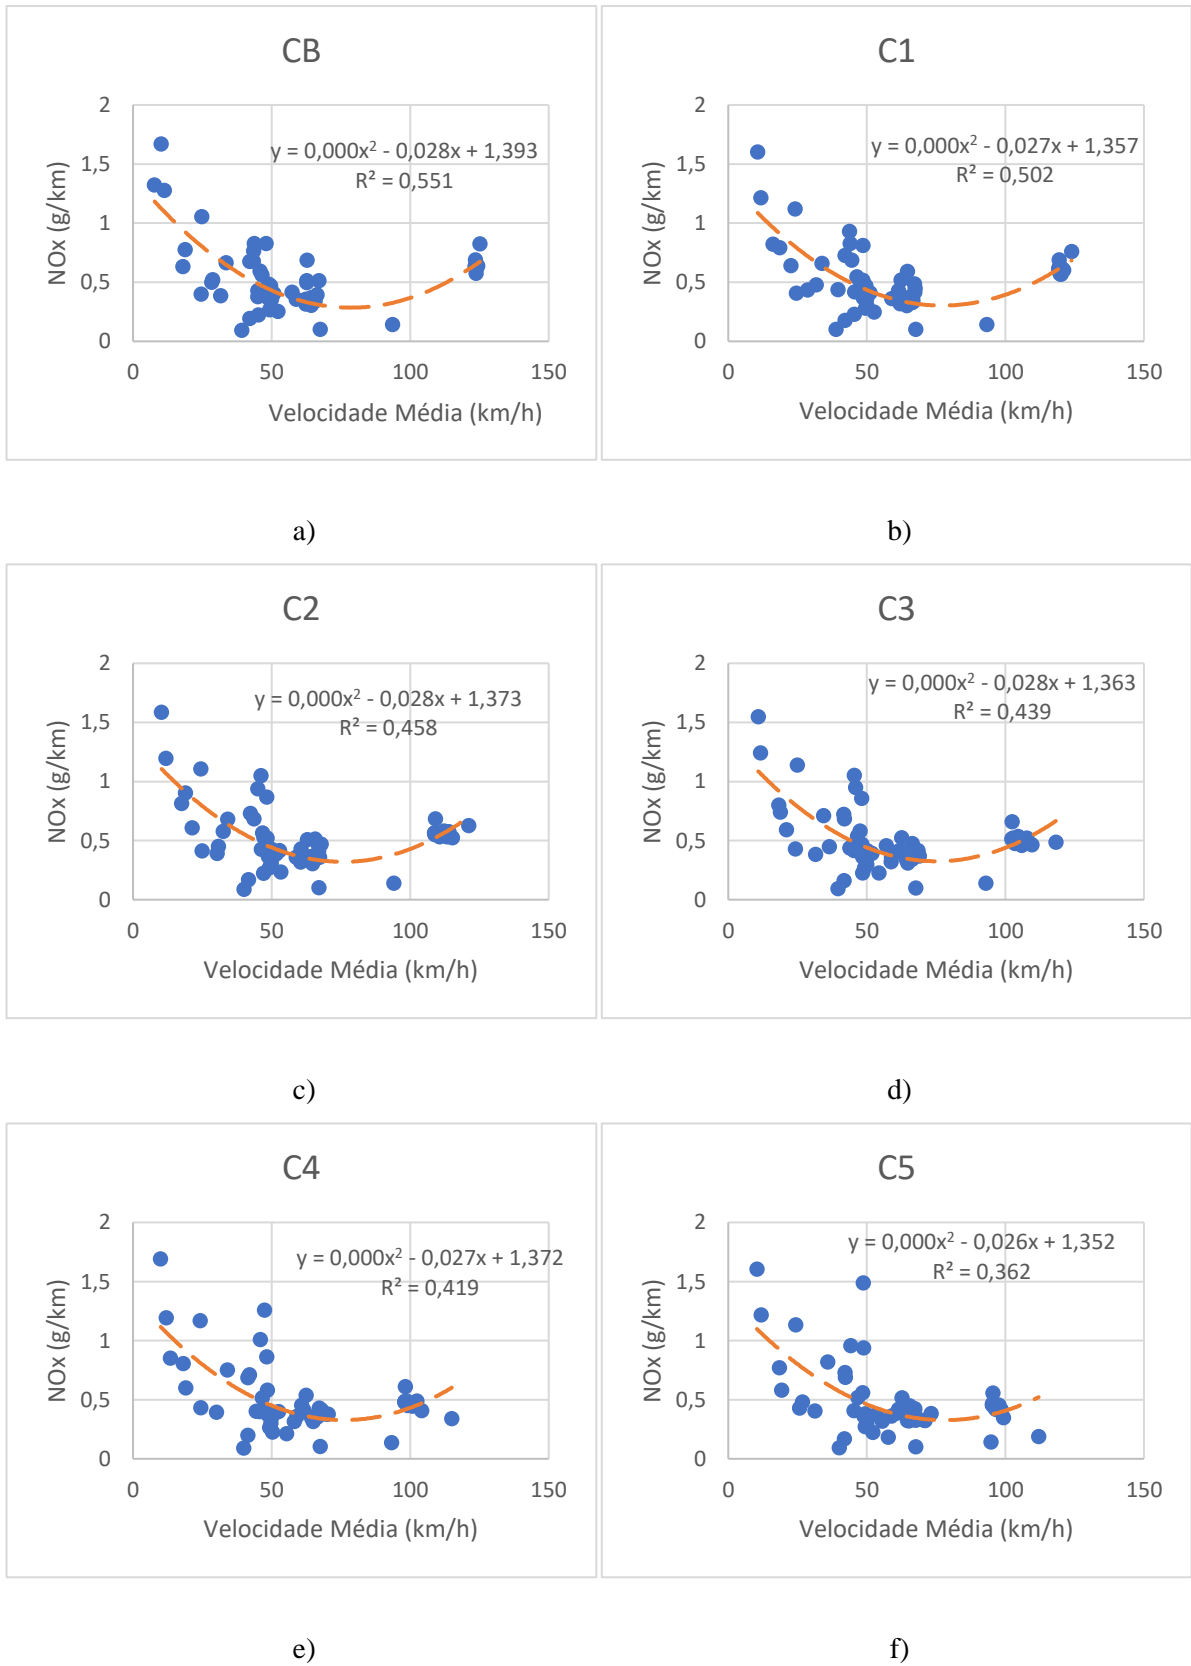 CB
NOx (g/km)
2
1,5
1
0,5
0
y = 0,000x² - 0,028x + 1,393
R² = 0,551
0 50 100 150
Velocidade Média (km/h)
a)
C1
NOx (g/km)
2
1,5
1
0,5
0
y = 0,000x² - 0,027x + 1,357
R² = 0,502
0 50 100 150
Velocidade Média (km/h)
b)
C2
NOx (g/km)
2
1,5
1
0,5
0
y = 0,000x² - 0,028x + 1,373
R² = 0,458
0 50 100 150
Velocidade Média (km/h)
c)
C3
NOx (g/km)
2
1,5
1
0,5
0
y = 0,000x² - 0,028x + 1,363
R² = 0,439
0 50 100 150
Velocidade Média (km/h)
d)
C4
NOx (g/km)
2
1,5
1
0,5
0
y = 0,000x² - 0,027x + 1,372
R² = 0,419
0 50 100 150
Velocidade Média (km/h)
e)
C5
NOx (g/km)
2
1,5
1
0,5
0
y = 0,000x² - 0,026x + 1,352
R² = 0,362
0 50 100 150
Velocidade Média (km/h)
f)